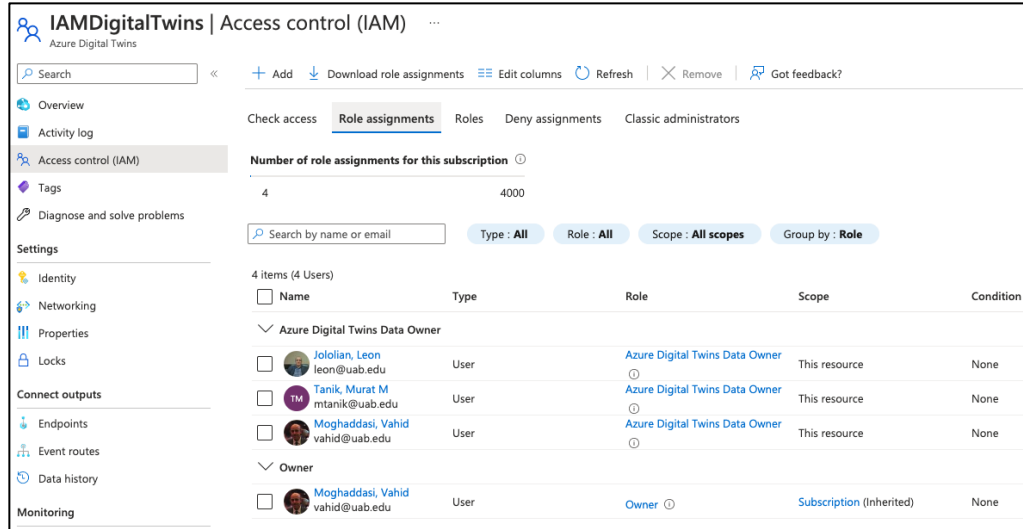 IAMDigitalTwins | Access control (IAM) ...
Azure Digital Twins
Search «
+ Add Download role assignments Edit columns Refresh Remove Got feedback?
Overview
Activity log
Access control (IAM)
Tags
Diagnose and solve problems
Settings
Identity
Networking
Properties
Locks
Connect outputs
Endpoints
Event routes
Data history
Monitoring
Check access Role assignments Roles Deny assignments Classic administrators
Number of role assignments for this subscription
4 4000
Search by name or email Type : All Role : All Scope : All scopes Group by : Role
4 items (4 Users)
Name Type Role Scope Condition
Azure Digital Twins Data Owner
Jololian, Leon
leon@uab.edu User Azure Digital Twins Data Owner This resource None
TM Tanik, Murat M
mtanik@uab.edu User Azure Digital Twins Data Owner This resource None
Moghaddasi, Vahid
vahid@uab.edu User Azure Digital Twins Data Owner This resource None
Owner
Moghaddasi, Vahid
vahid@uab.edu User Owner Subscription (Inherited) None